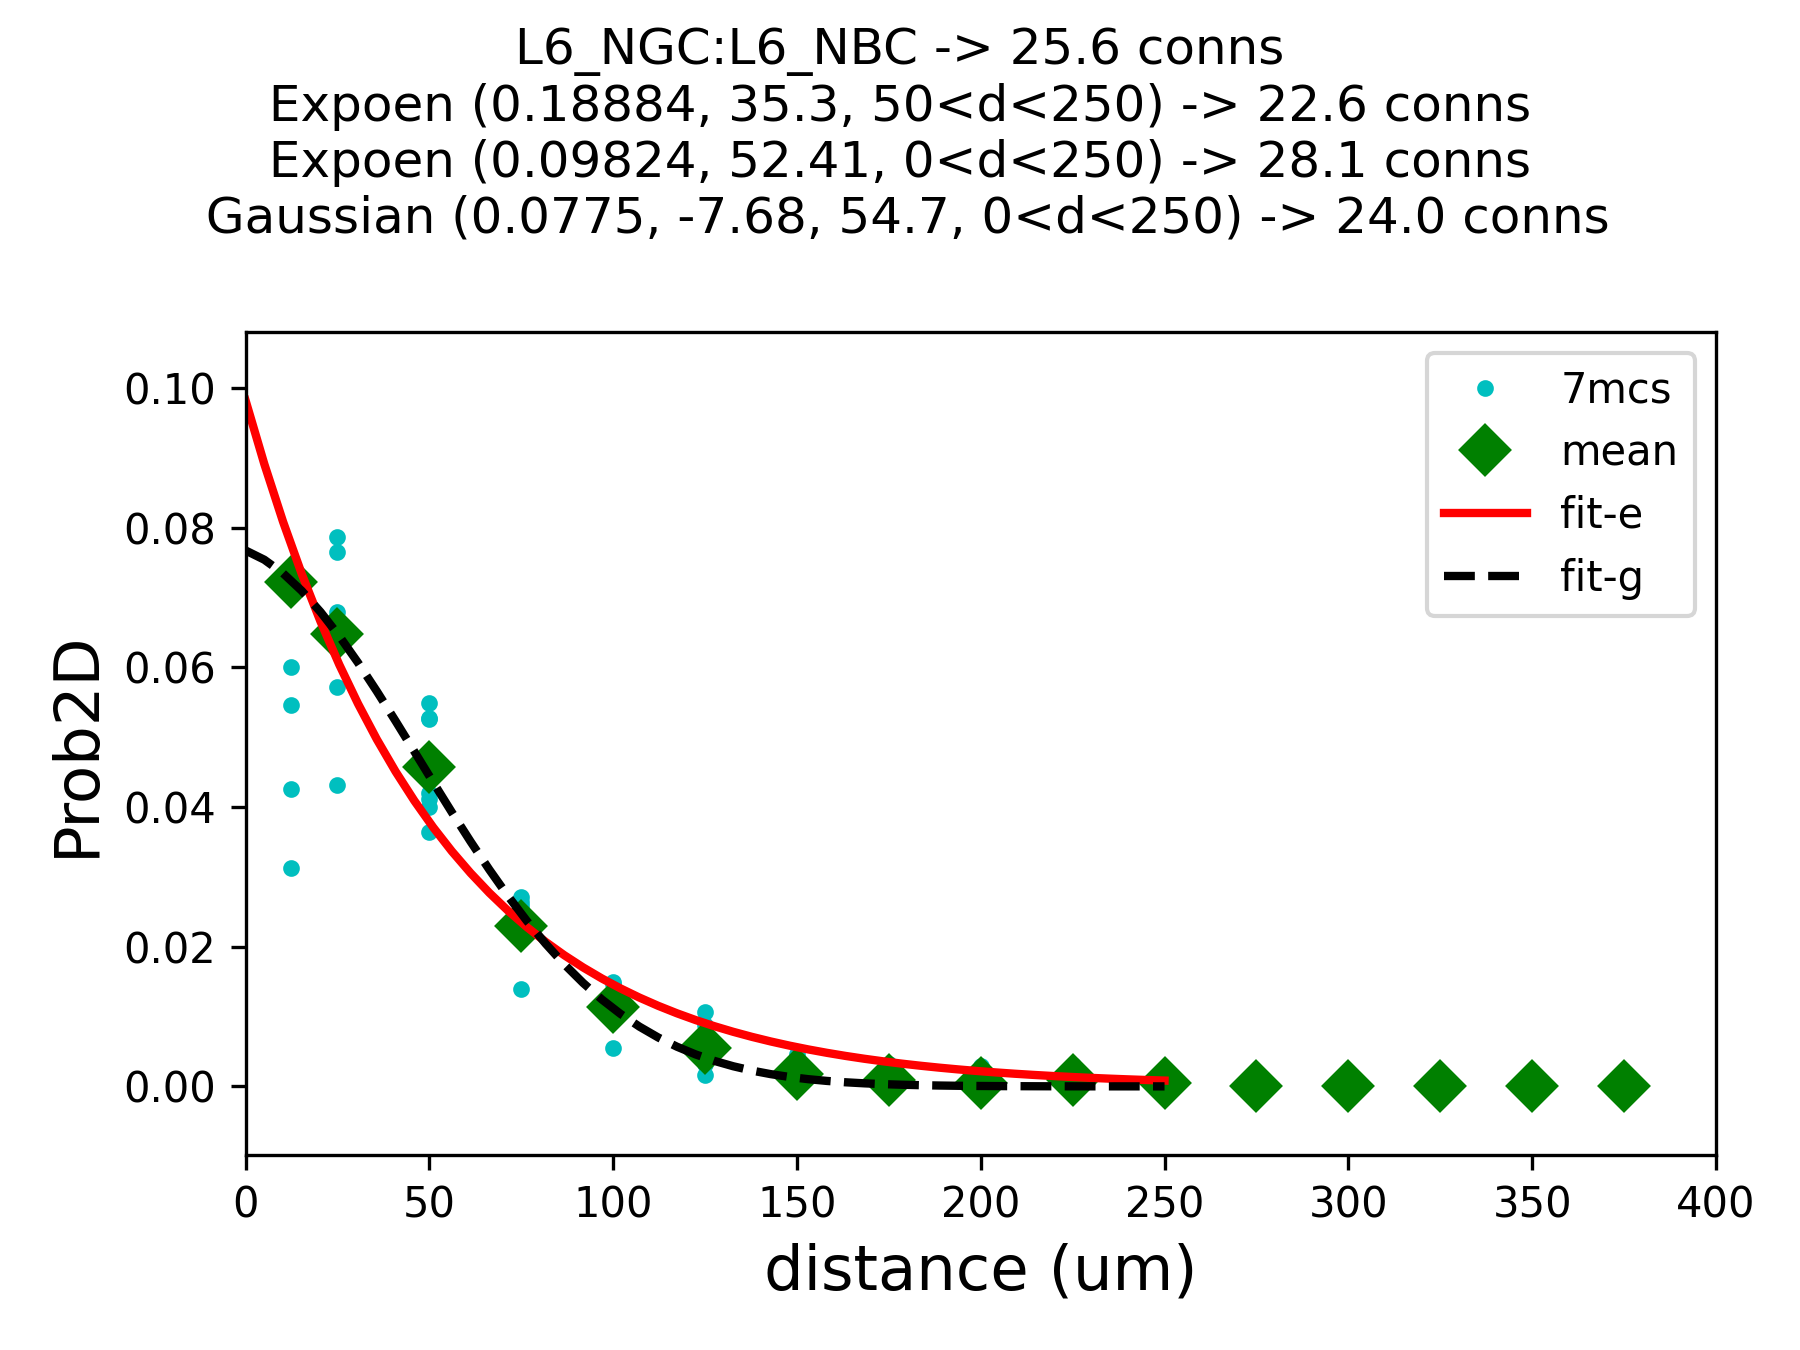 L6_NGC:L6_NBC -> 25.6 conns
Expoen (0.18884, 35.3, 50<d<250) -> 22.6 conns
Expoen (0.09824, 52.41, 0<d<250) -> 28.1 conns
Gaussian (0.0775, -7.68, 54.7, 0<d<250) -> 24.0 conns
7mcs
mean
fit-e
fit-g
Prob2D
0.10
0.08
0.06
0.04
0.02
0.00
0 50 100 150 200 250 300 350 400
distance (um)